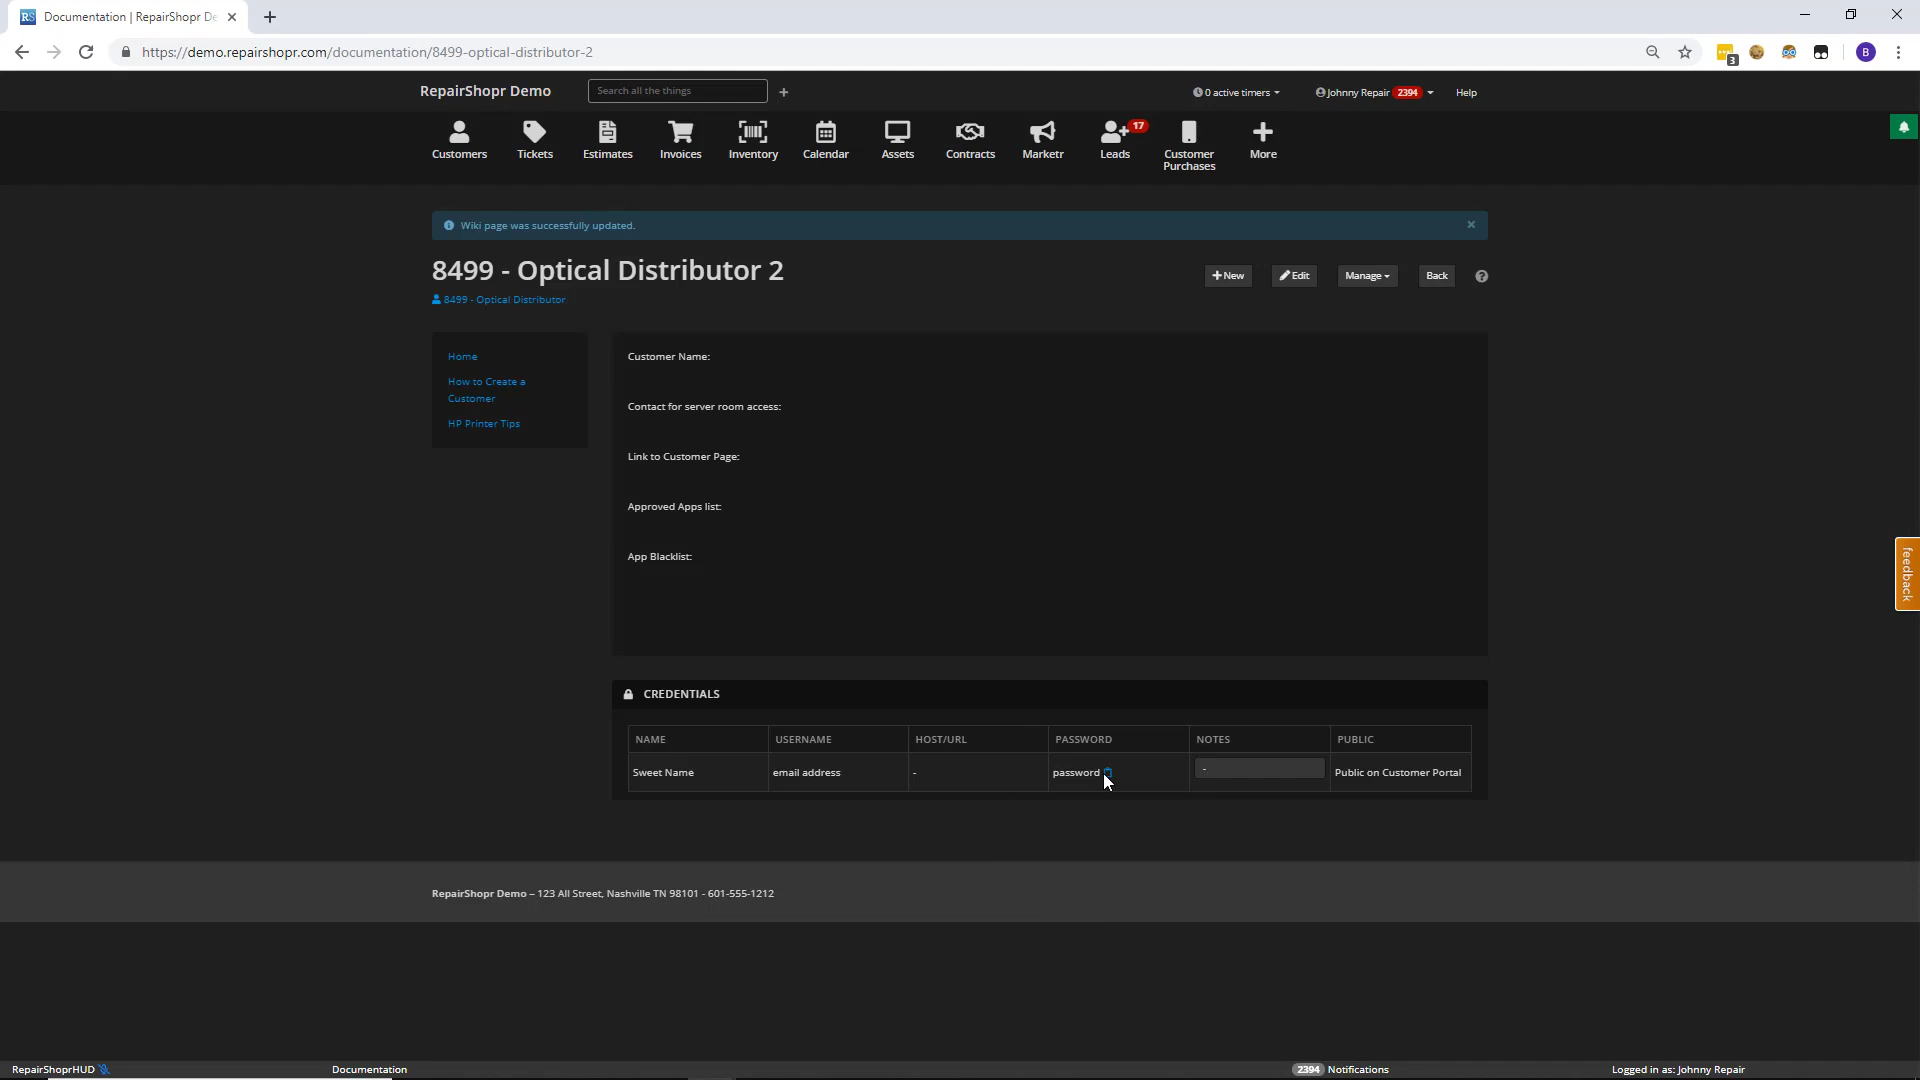 Documentation | RepairShopr De
https://demo.repairshopr.com/documentation/8499-optical-distributor-2
3
B
RepairShopr Demo
Search all the things
0 active timers
Johnny Repair 2394
Help
Customers
Tickets
Estimates
Invoices
Inventory
Calendar
Assets
Contracts
Marketr
17
Leads
Customer
Purchases
More
Wiki page was successfully updated.
8499 - Optical Distributor 2
New
Edit
Manage
Back
8499 - Optical Distributor
Home
How to Create a
Customer
HP Printer Tips
Customer Name:
Contact for server room access:
Link to Customer Page:
Approved Apps list:
App Blacklist:
feedback
CREDENTIALS
NAME USERNAME HOST/URL PASSWORD NOTES PUBLIC
Sweet Name email address - password - Public on Customer Portal
RepairShopr Demo – 123 All Street, Nashville TN 98101 - 601-555-1212
RepairShoprHUD
Documentation
2394 Notifications
Logged in as: Johnny Repair